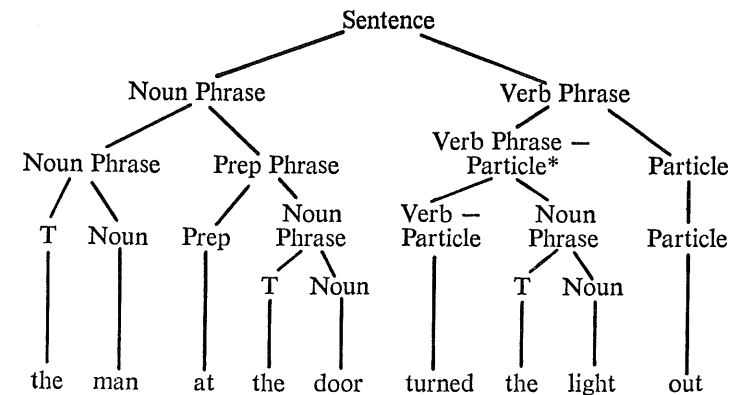 Sentence
Noun Phrase Verb Phrase
Verb Phrase –
Noun Phrase Prep Phrase Particle* Particle
Noun Verb – Noun
T Noun Prep Phrase Particle Phrase Particle
T Noun T Noun
the man at the door turned the light out